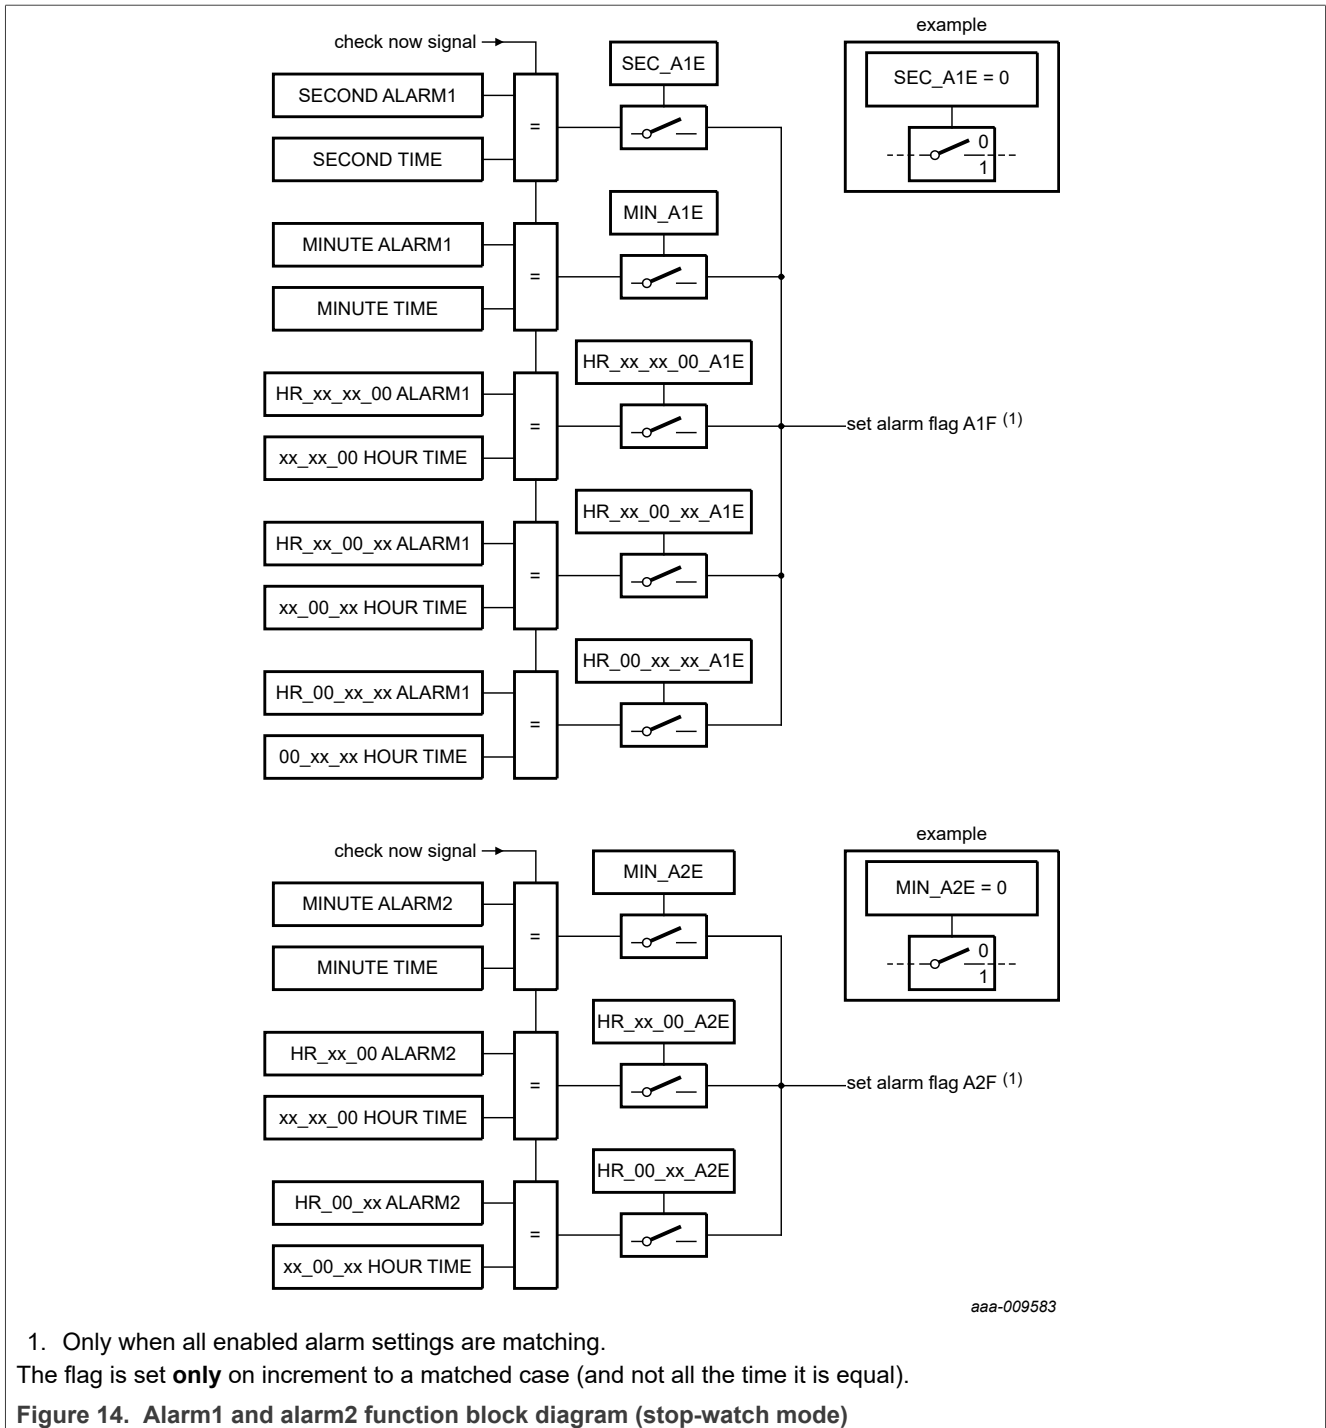 example
check now signal
SEC_A1E
SEC_A1E = 0
SECOND ALARM1
=
0
1
SECOND TIME
MIN_A1E
MINUTE ALARM1
=
MINUTE TIME
HR_xx_xx_00_A1E
HR_xx_xx_00 ALARM1
=
set alarm flag A1F (1)
xx_xx_00 HOUR TIME
HR_xx_00_xx_A1E
HR_xx_00_xx ALARM1
=
xx_00_xx HOUR TIME
HR_00_xx_xx_A1E
HR_00_xx_xx ALARM1
=
00_xx_xx HOUR TIME
example
check now signal
MIN_A2E
MIN_A2E = 0
MINUTE ALARM2
=
0
1
MINUTE TIME
HR_xx_00_A2E
HR_xx_00 ALARM2
=
set alarm flag A2F (1)
xx_xx_00 HOUR TIME
HR_00_xx_A2E
HR_00_xx ALARM2
=
xx_00_xx HOUR TIME
aaa-009583
1. Only when all enabled alarm settings are matching.
The flag is set only on increment to a matched case (and not all the time it is equal).
Figure 14. Alarm1 and alarm2 function block diagram (stop-watch mode)